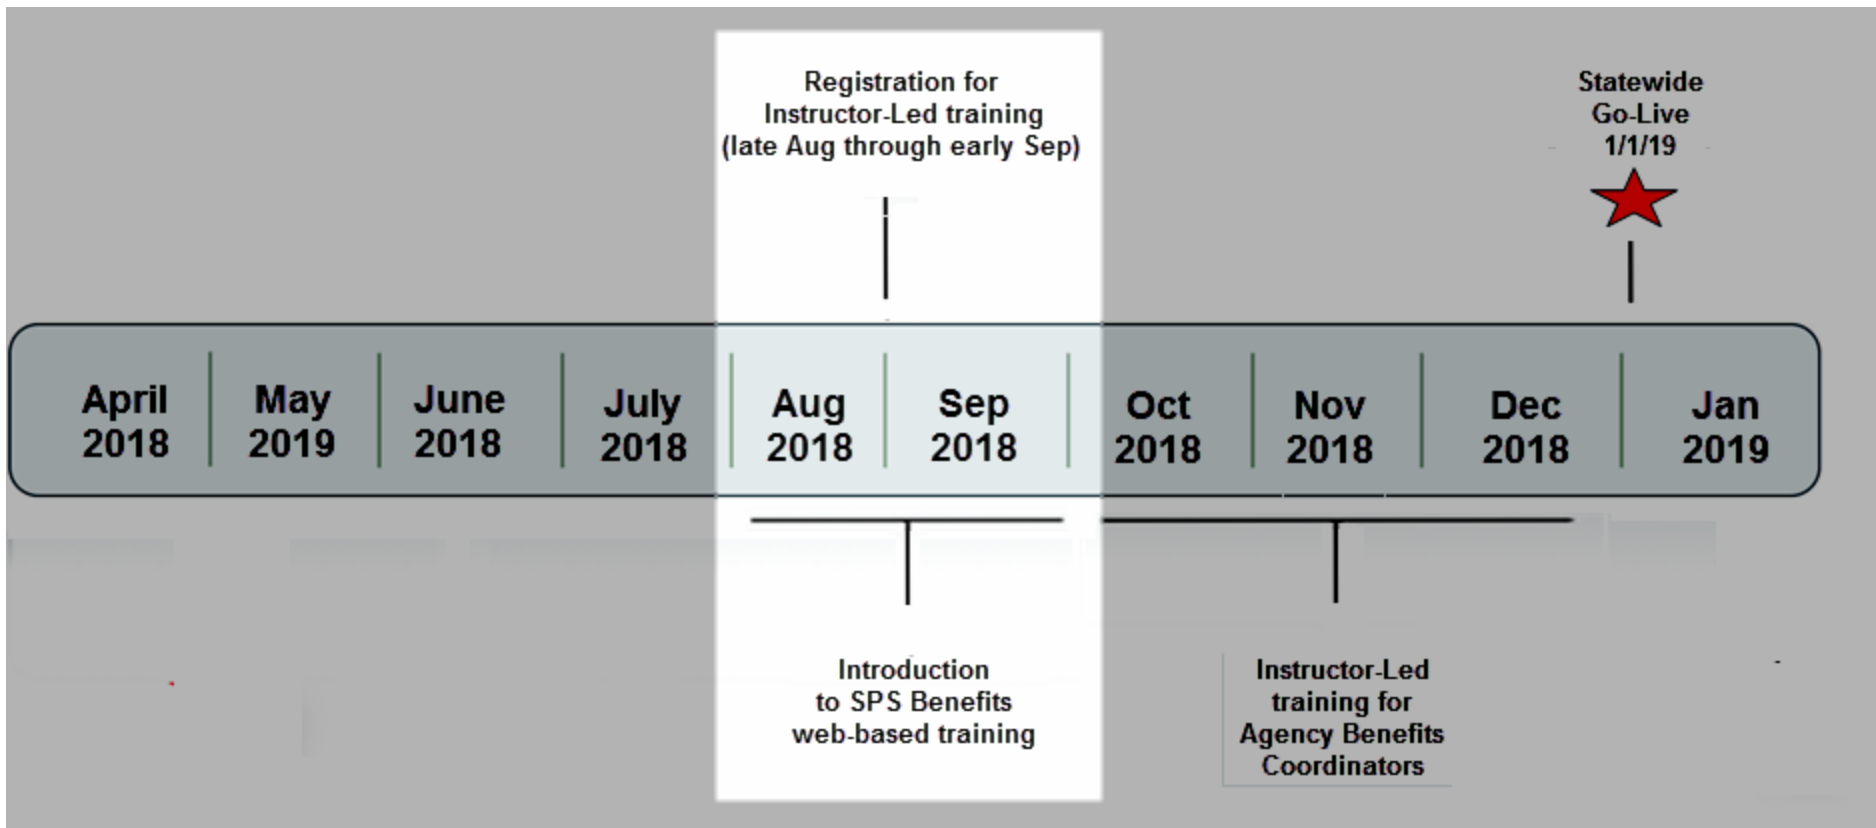 Registration for
Instructor-Led training
(late Aug through early Sep)
Statewide
Go-Live
1/1/19
April
2018
May
2019
June
2018
July
2018
Aug
2018
Sep
2018
Oct
2018
Nov
2018
Dec
2018
Jan
2019
Introduction
to SPS Benefits
web-based training
Instructor-Led
training for
Agency Benefits
Coordinators